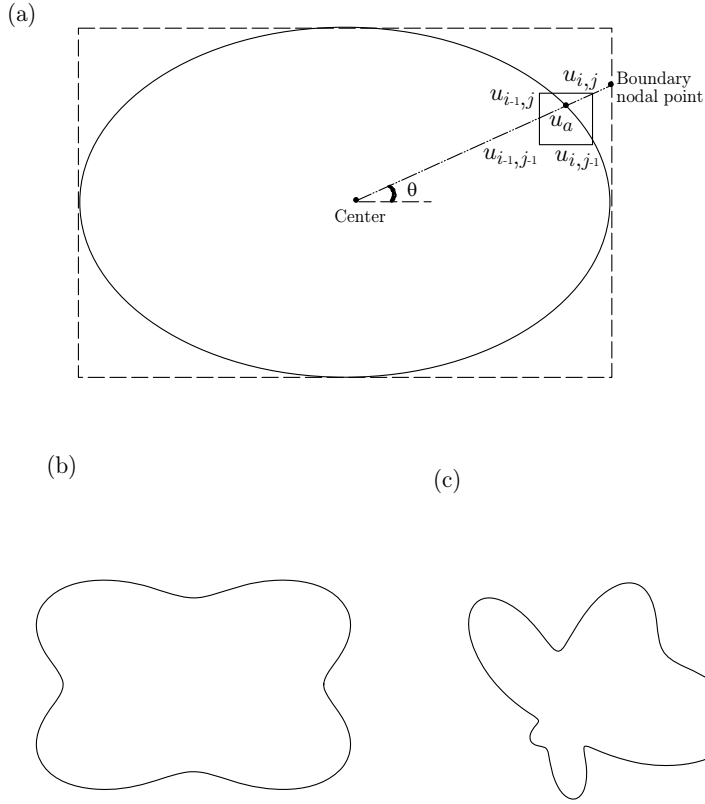 (a)
u_{i,j}
Boundary
nodal point
u_{i-1,j}
u_a
u_{i-1,j-1}
u_{i,j-1}
θ
Center
(b)
(c)